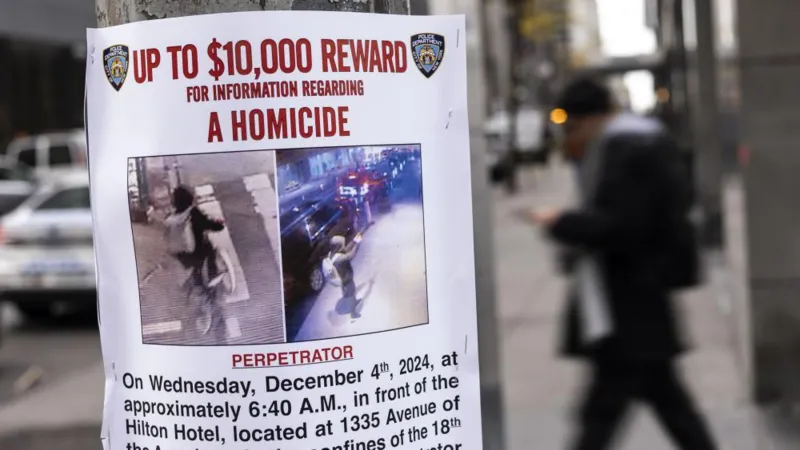 UP TO $10,000 REWARD
FOR INFORMATION REGARDING
A HOMICIDE
PERPETRATOR
On Wednesday, December 4th, 2024, at
approximately 6:40 A.M., in front of the
Hilton Hotel, located at 1335 Avenue of
confines of the 18th